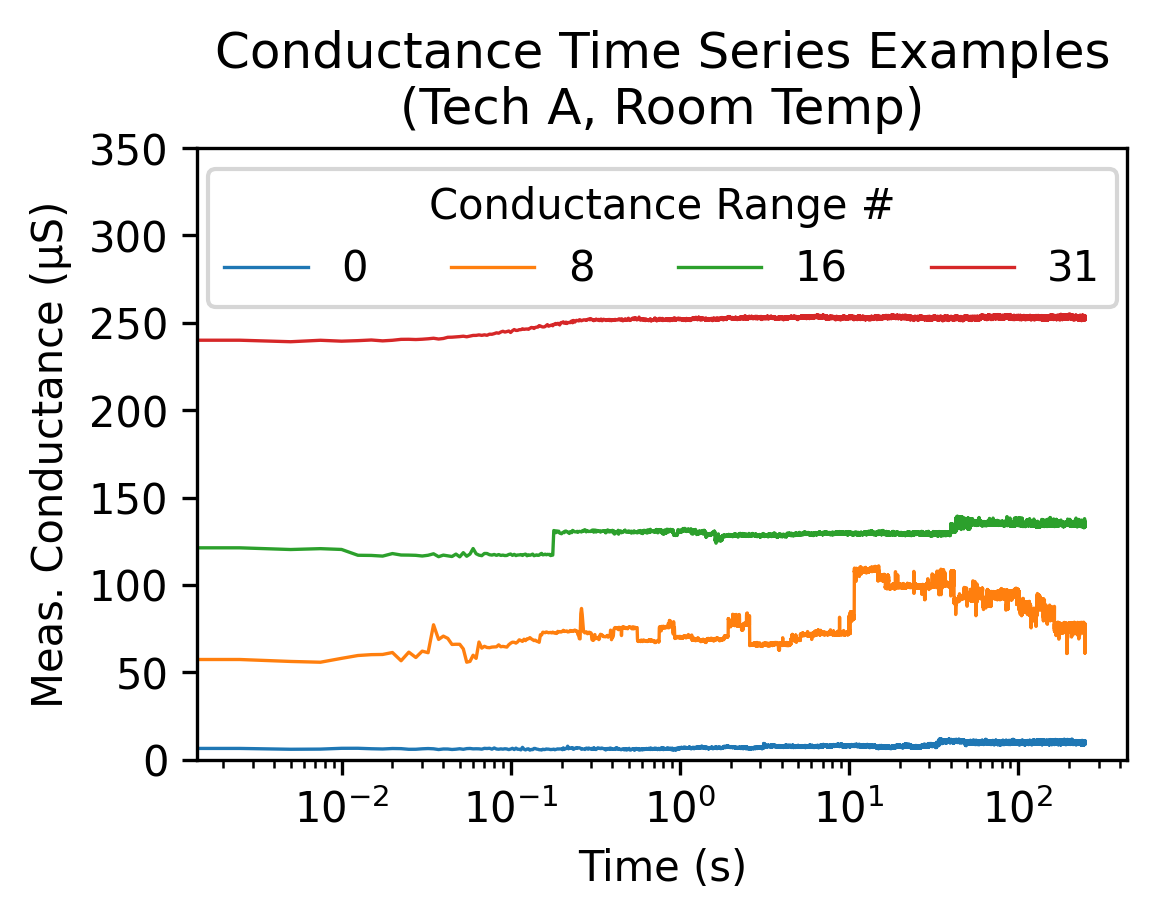 Conductance Time Series Examples
(Tech A, Room Temp)
Meas. Conductance (µS)
350
300
250
200
150
100
50
0
Conductance Range #
0 8 16 31
10⁻² 10⁻¹ 10⁰ 10¹ 10²
Time (s)